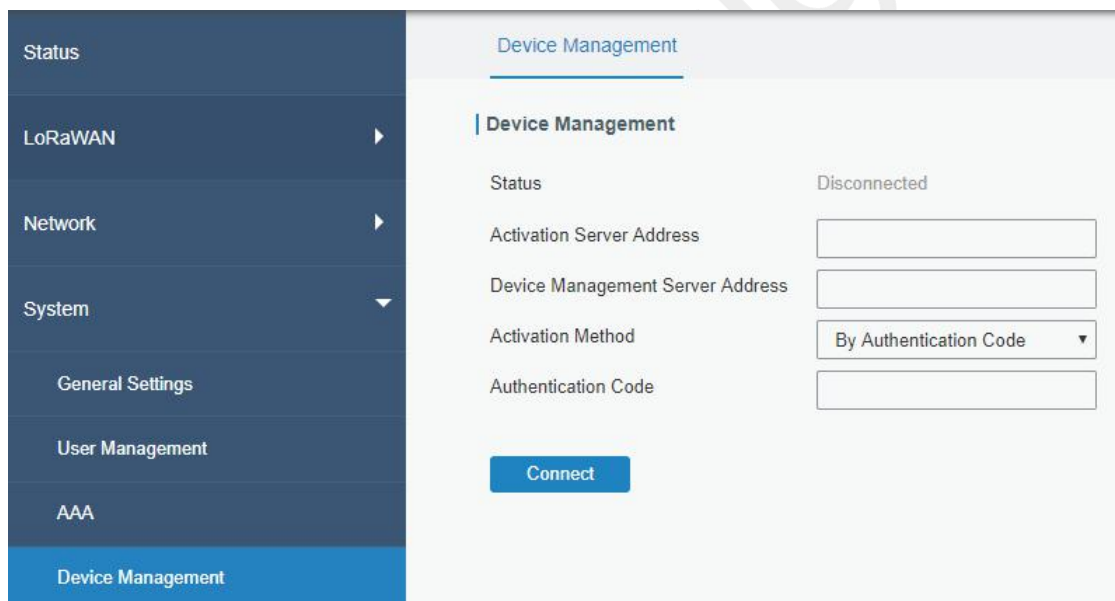 Status
LoRaWAN
Network
System
General Settings
User Management
AAA
Device Management
Device Management
Device Management
Status Disconnected
Activation Server Address
Device Management Server Address
Activation Method By Authentication Code
Authentication Code
Connect